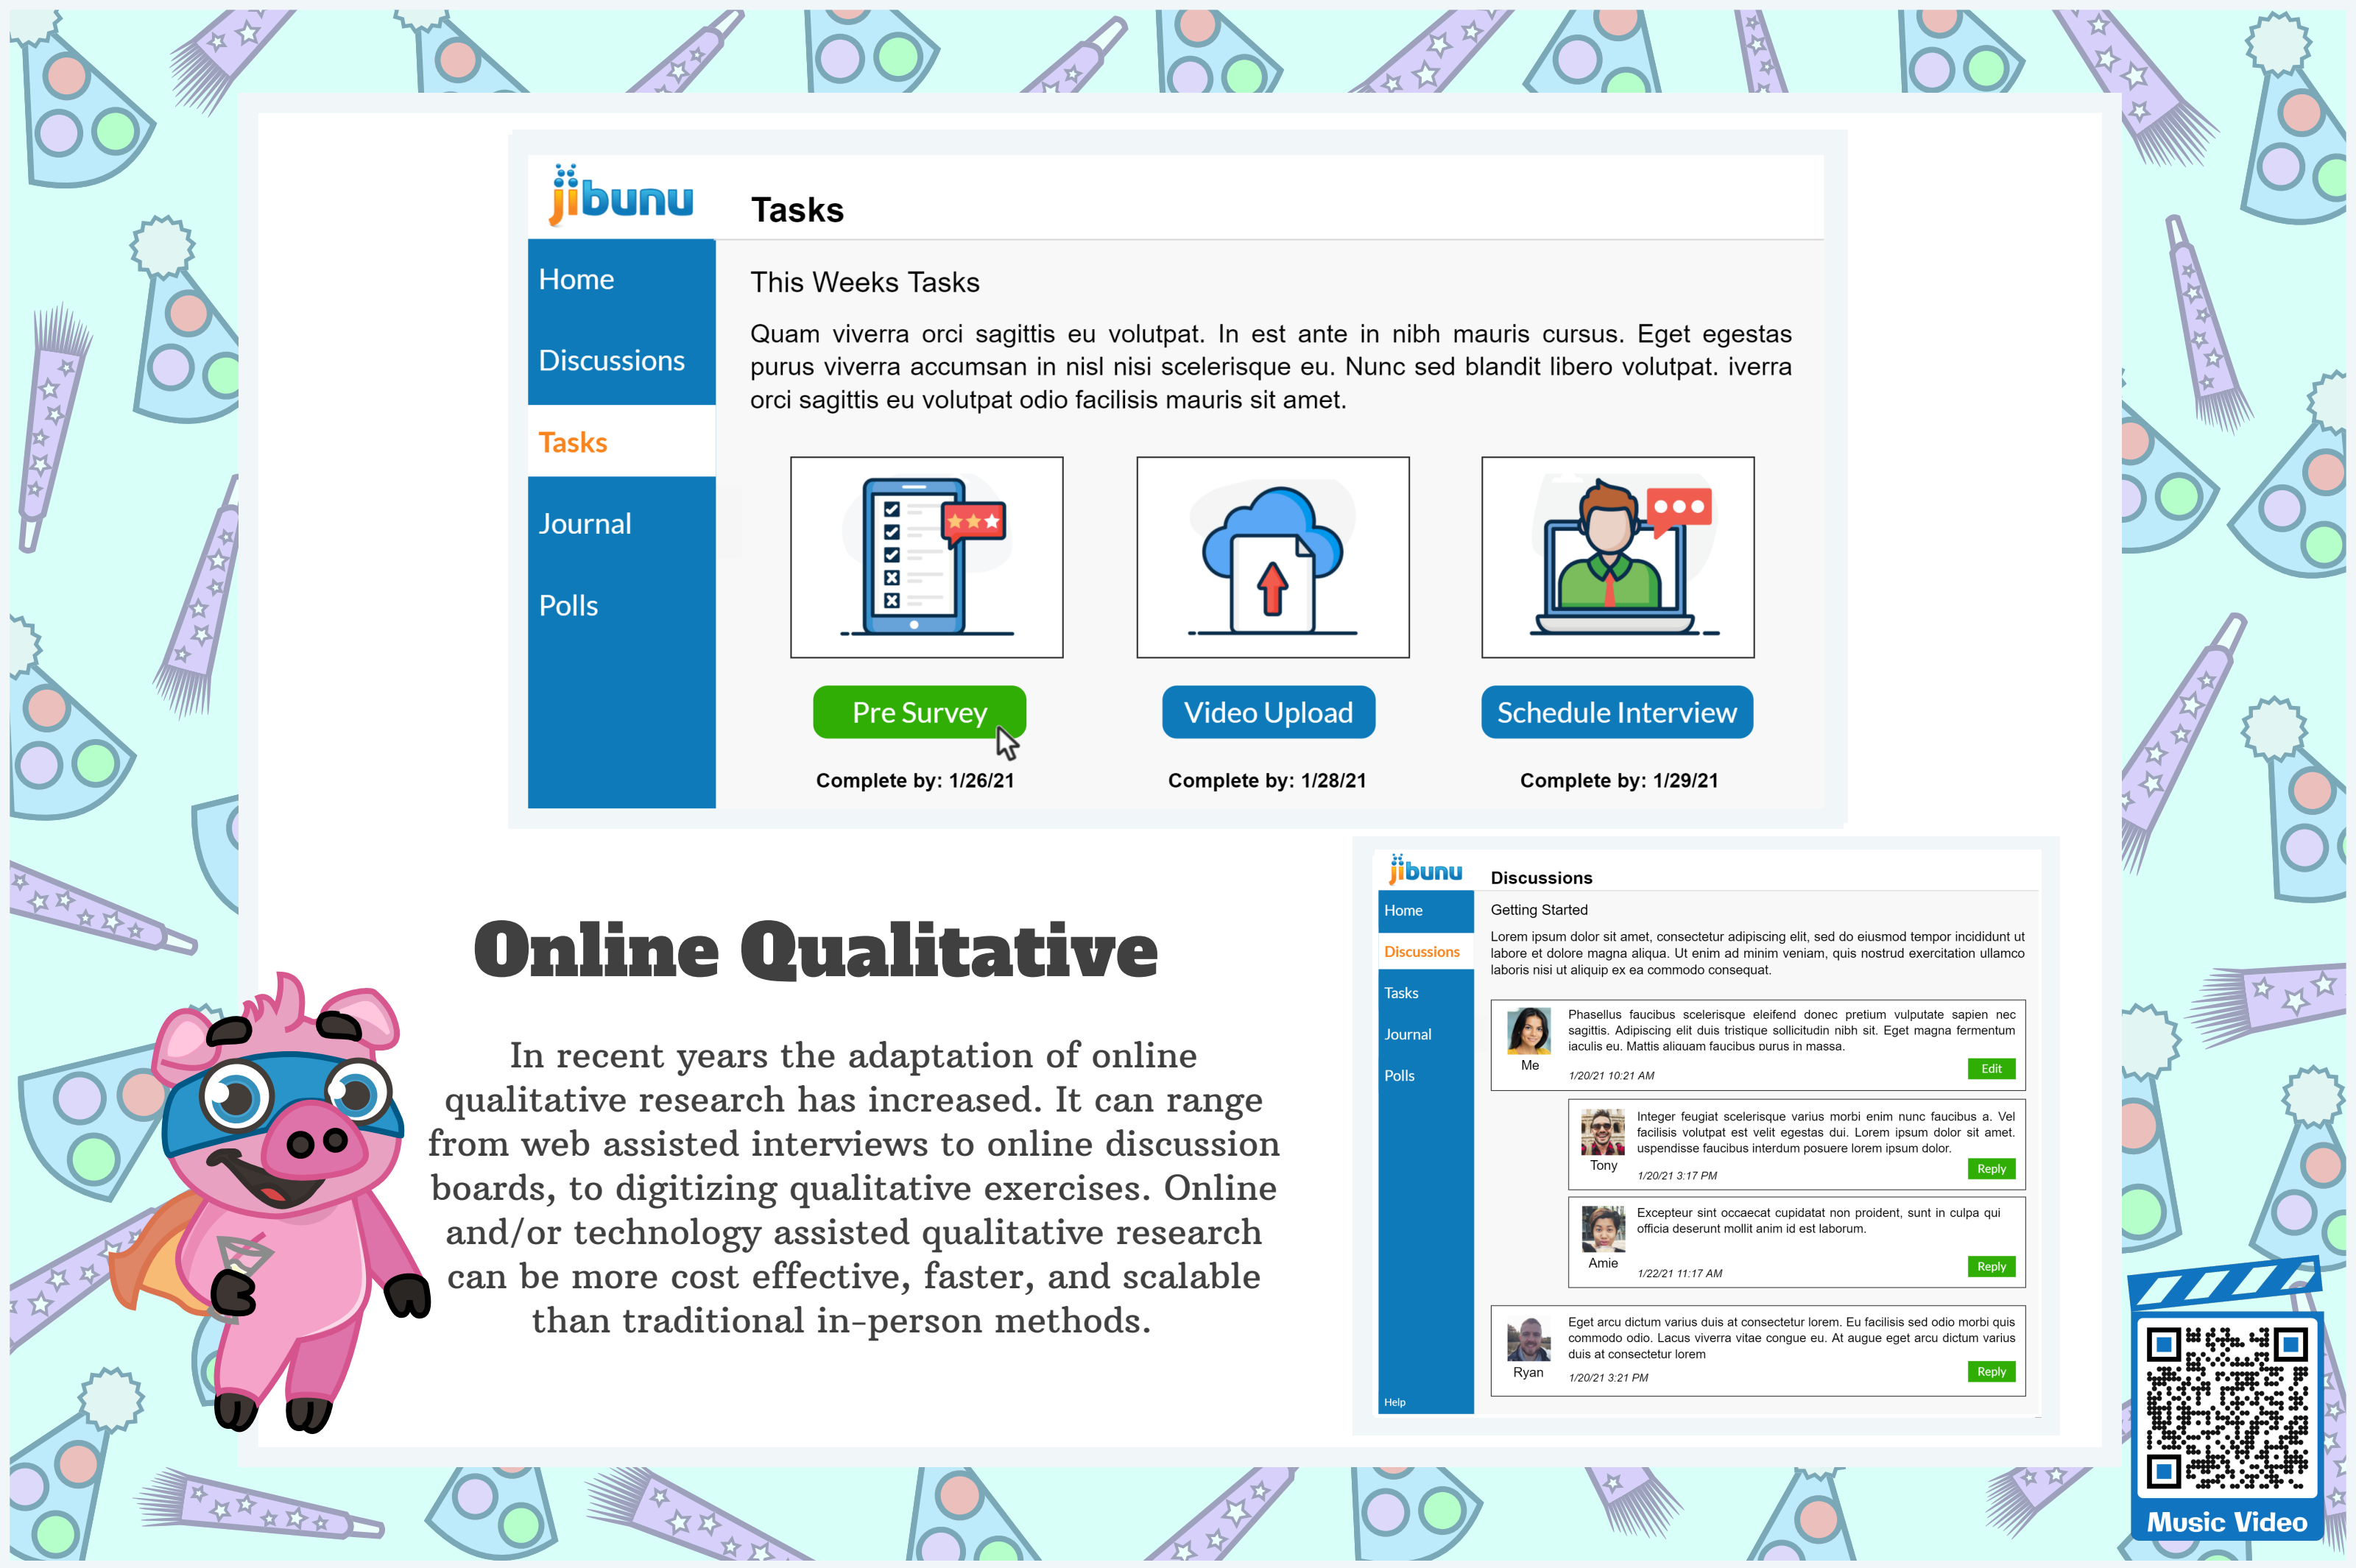 jibunu
Tasks
Home
Discussions
Tasks
Journal
Polls
This Weeks Tasks
Quam viverra orci sagittis eu volutpat. In est ante in nibh mauris cursus. Eget egestas
purus viverra accumsan in nisl nisi scelerisque eu. Nunc sed blandit libero volutpat. iverra
orci sagittis eu volutpat odio facilisis mauris sit amet.
Pre Survey
Video Upload
Schedule Interview
Complete by: 1/26/21
Complete by: 1/28/21
Complete by: 1/29/21
Online Qualitative
In recent years the adaptation of online
qualitative research has increased. It can range
from web assisted interviews to online discussion
boards, to digitizing qualitative exercises. Online
and/or technology assisted qualitative research
can be more cost effective, faster, and scalable
than traditional in-person methods.
jibunu
Discussions
Home
Discussions
Tasks
Journal
Polls
Help
Getting Started
Lorem ipsum dolor sit amet, consectetur adipiscing elit, sed do eiusmod tempor incididunt ut
labore et dolore magna aliqua. Ut enim ad minim veniam, quis nostrud exercitation ullamco
laboris nisi ut aliquip ex ea commodo consequat.
Phasellus faucibus scelerisque eleifend donec pretium vulputate sapien nec
sagittis. Adipiscing elit duis tristique sollicitudin nibh sit. Eget magna fermentum
iaculis eu. Mattis aliquam faucibus purus in massa.
Me
1/20/21 10:21 AM
Edit
Integer feugiat scelerisque varius morbi enim nunc faucibus a. Vel
facilisis volutpat est velit egestas dui. Lorem ipsum dolor sit amet.
uspendisse faucibus interdum posuere lorem ipsum dolor.
Tony
1/20/21 3:17 PM
Reply
Excepteur sint occaecat cupidatat non proident, sunt in culpa qui
officia deserunt mollit anim id est laborum.
Amie
1/22/21 11:17 AM
Reply
Eget arcu dictum varius duis at consectetur lorem. Eu facilisis sed odio morbi quis
commodo odio. Lacus viverra vitae congue eu. At augue eget arcu dictum varius
duis at consectetur lorem
Ryan
1/20/21 3:21 PM
Reply
Music Video